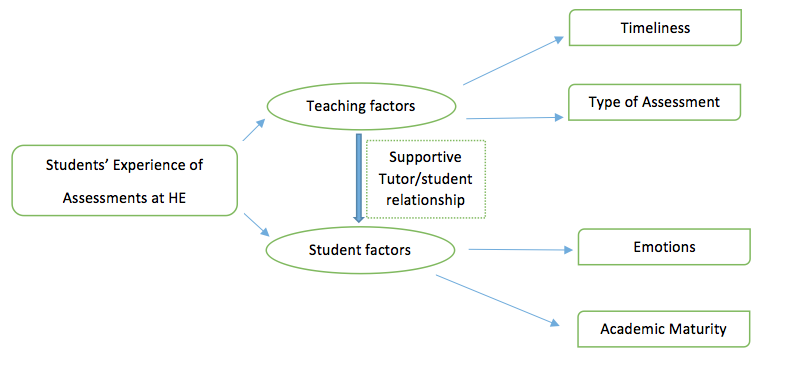 Timeliness
Teaching factors
Type of Assessment
Students’ Experience of
Assessments at HE
Supportive
Tutor/student
relationship
Student factors
Emotions
Academic Maturity